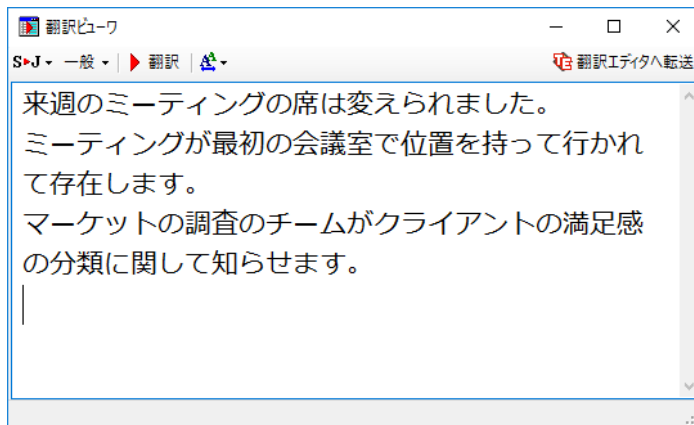 翻訳ビューワ
S▶J 一般 翻訳 翻訳エディタへ転送
来週のミーティングの席は変えられました。
ミーティングが最初の会議室で位置を持って行かれ
て存在します。
マーケットの調査のチームがクライアントの満足感
の分類に関して知らせます。